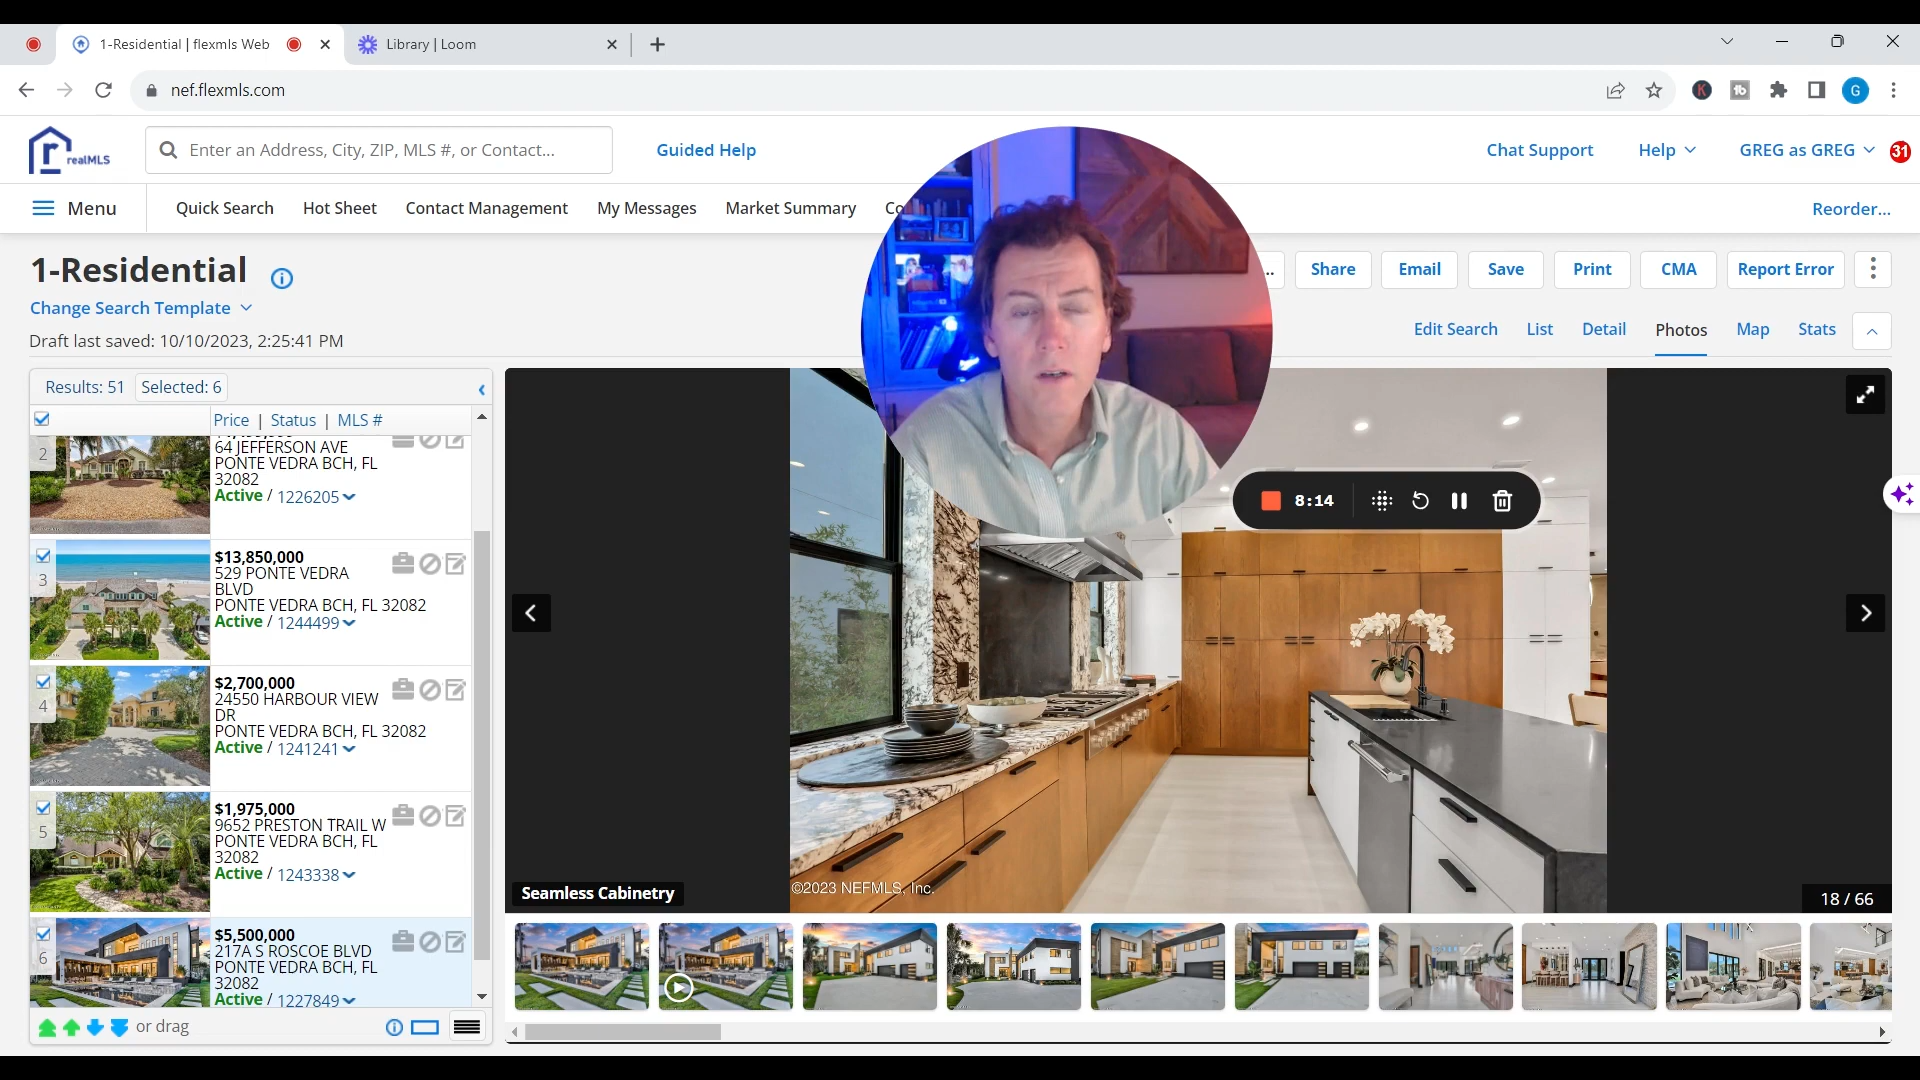 1-Residential | flexmls Web
Library | Loom
nef.flexmls.com
K
tb
G
r realMLS
Enter an Address, City, ZIP, MLS #, or Contact...
Guided Help
Chat Support
Help
GREG as GREG
31
Menu
Quick Search
Hot Sheet
Contact Management
My Messages
Market Summary
Reorder...
1-Residential
Change Search Template
Draft last saved: 10/10/2023, 2:25:41 PM
...
Share
Email
Save
Print
CMA
Report Error
Edit Search
List
Detail
Photos
Map
Stats
Results: 51
Selected: 6
Price | Status | MLS #
2
64 JEFFERSON AVE
PONTE VEDRA BCH, FL
32082
Active / 1226205
3
$13,850,000
529 PONTE VEDRA
BLVD
PONTE VEDRA BCH, FL 32082
Active / 1244499
4
$2,700,000
24550 HARBOUR VIEW
DR
PONTE VEDRA BCH, FL 32082
Active / 1241241
5
$1,975,000
9652 PRESTON TRAIL W
PONTE VEDRA BCH, FL
32082
Active / 1243338
6
$5,500,000
217A S ROSCOE BLVD
PONTE VEDRA BCH, FL
32082
Active / 1227849
or drag
8:14
Seamless Cabinetry
©2023 NEFMLS, Inc.
18 / 66